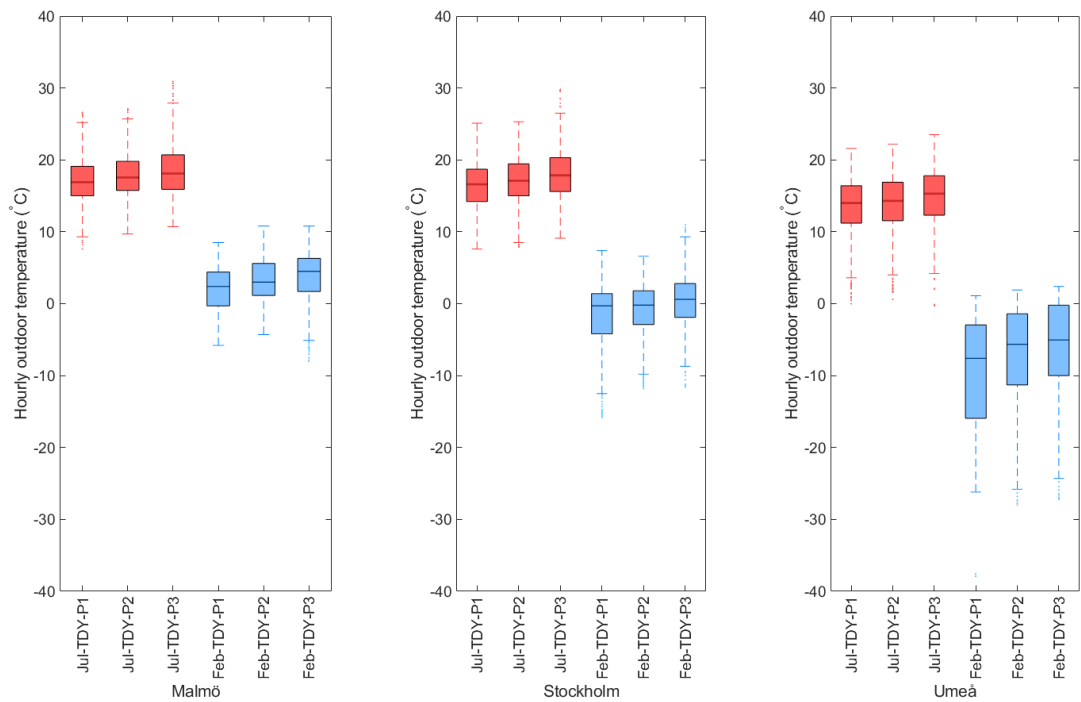 Hourly outdoor temperature (°C)
40
30
20
10
0
-10
-20
-30
-40
Jul-TDY-P1
Jul-TDY-P2
Jul-TDY-P3
Feb-TDY-P1
Feb-TDY-P2
Feb-TDY-P3
Malmö
Hourly outdoor temperature (°C)
40
30
20
10
0
-10
-20
-30
-40
Jul-TDY-P1
Jul-TDY-P2
Jul-TDY-P3
Feb-TDY-P1
Feb-TDY-P2
Feb-TDY-P3
Stockholm
Hourly outdoor temperature (°C)
40
30
20
10
0
-10
-20
-30
-40
Jul-TDY-P1
Jul-TDY-P2
Jul-TDY-P3
Feb-TDY-P1
Feb-TDY-P2
Feb-TDY-P3
Umeå